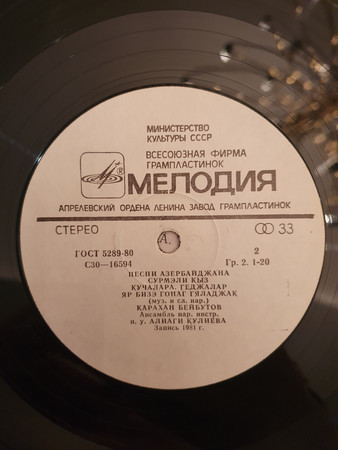 МИНИСТЕРСТВО
КУЛЬТУРЫ СССР
ВСЕСОЮЗНАЯ ФИРМА
ГРАМПЛАСТИНОК
® МЕЛОДИЯ
АПРЕЛЕВСКИЙ ОРДЕНА ЛЕНИНА ЗАВОД ГРАМПЛАСТИНОК
СТЕРЕО A. 33
ГОСТ 5289-80 2
С30—16594 Гр. 2. 1-20
ПЕСНИ АЗЕРБАЙДЖАНА
СУРМЭЛИ КЫЗ
КУЧАЛАРА. ГЕДЖАЛАР
ЯР БИЗЭ ГОНАГ ГЯЛАДЖАК
(муз. и сл. нар.)
КАРАХАН БЕЙБУТОВ
Ансамбль нар. инстр.
п. у. АЛИАГИ КУЛИЕВА
Запись 1981 г.